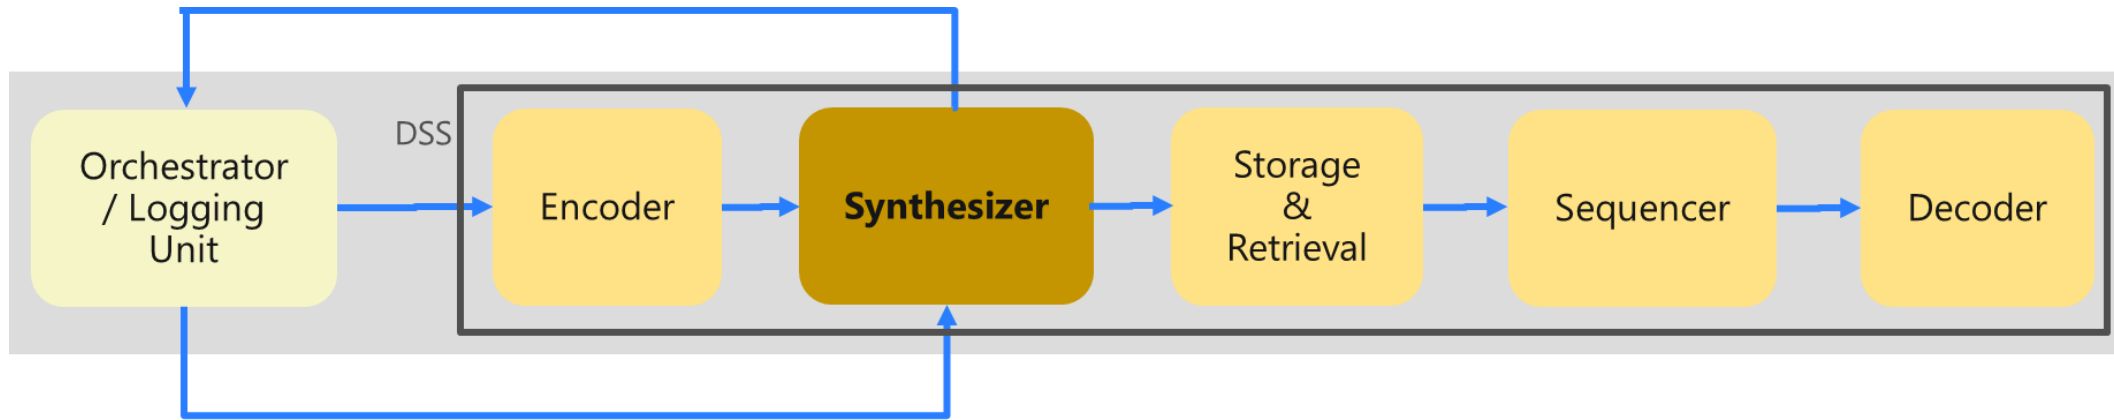 Orchestrator
/ Logging
Unit
DSS
Encoder
Synthesizer
Storage
&
Retrieval
Sequencer
Decoder